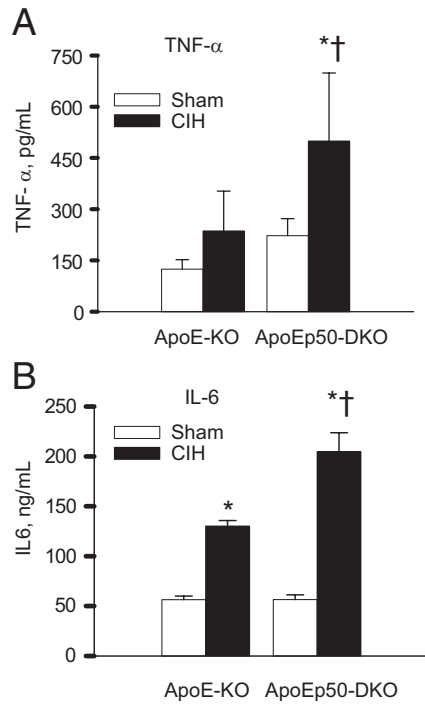 A
TNF-α
750
*†
Sham
600
CIH
450
TNF- α, pg/mL
300
150
0
ApoE-KO
ApoEp50-DKO
B
IL-6
250
*†
Sham
200
CIH
150
*
IL6, ng/mL
100
50
0
ApoE-KO
ApoEp50-DKO